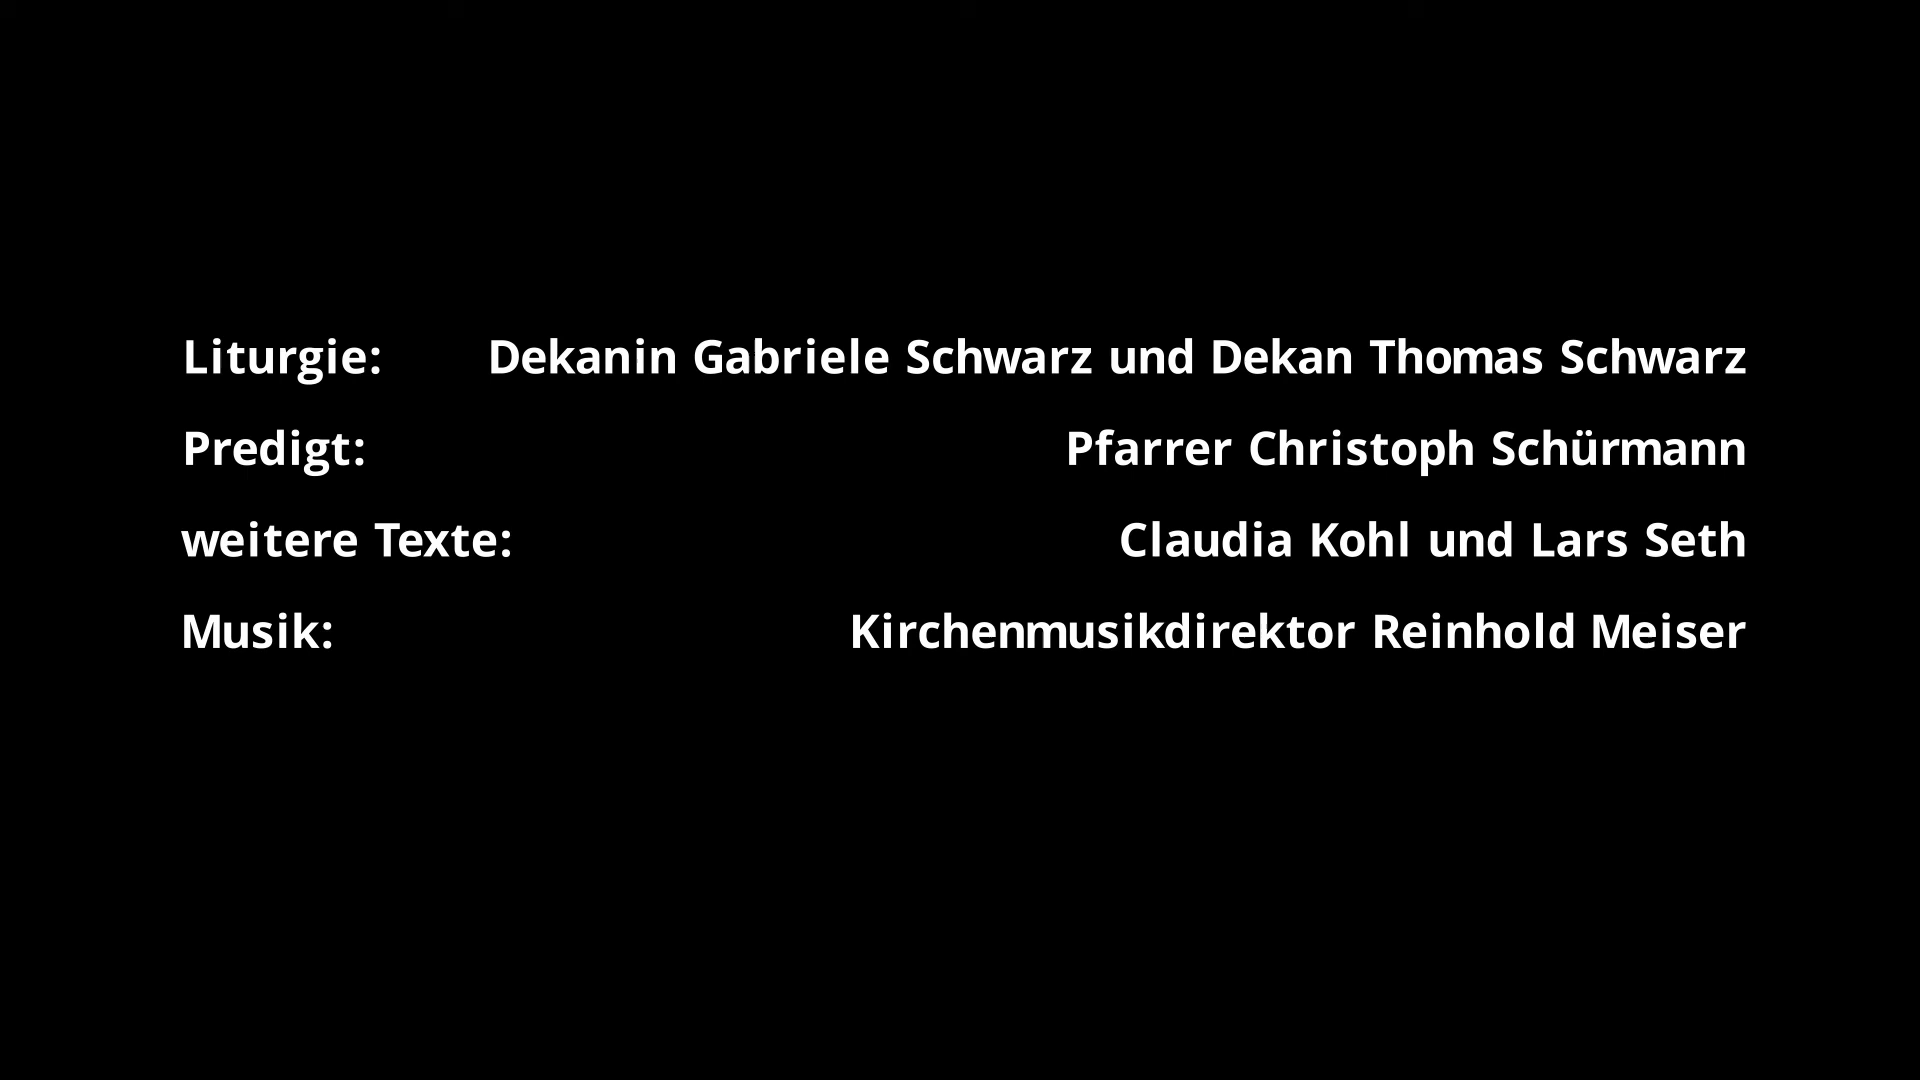 Liturgie: Dekanin Gabriele Schwarz und Dekan Thomas Schwarz
Predigt: Pfarrer Christoph Schürmann
weitere Texte: Claudia Kohl und Lars Seth
Musik: Kirchenmusikdirektor Reinhold Meiser